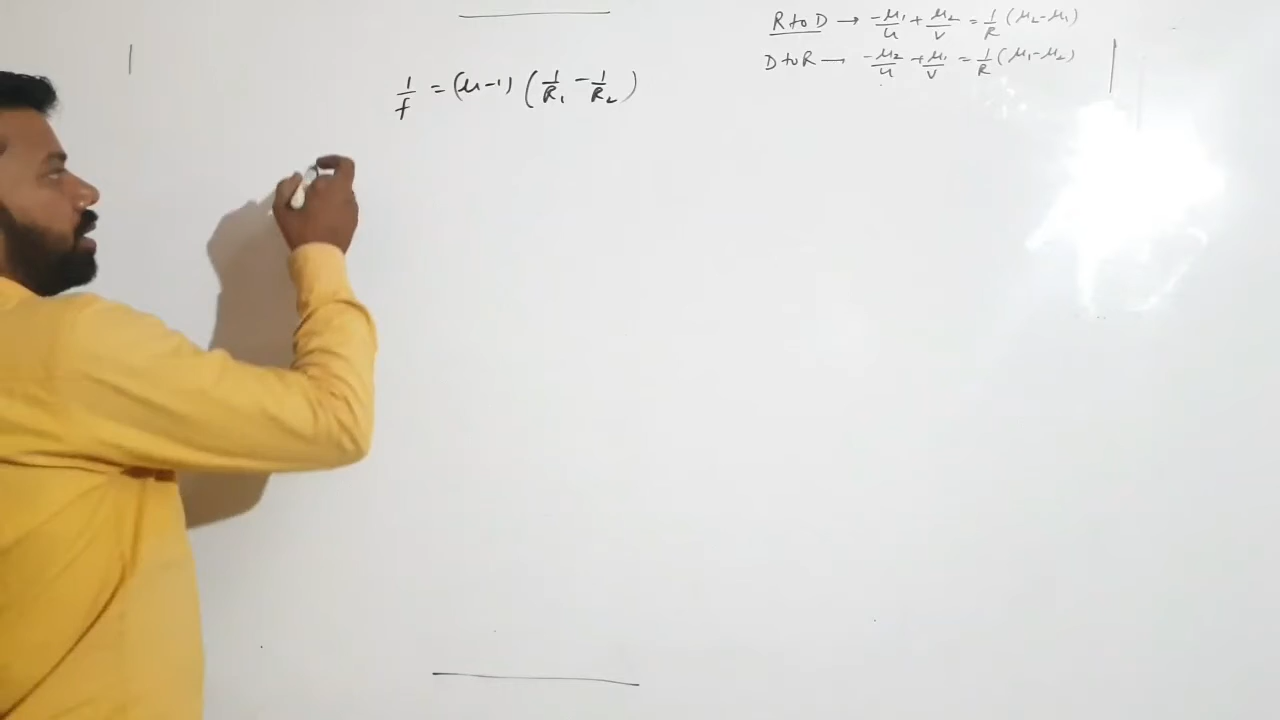 R to D → -μ₁/u + μ₂/v = 1/R (μ₂-μ₁)
D to R — -μ₂/u + μ₁/v = 1/R (μ₁-μ₂)
1/f = (μ-1) (1/R₁ - 1/R₂)